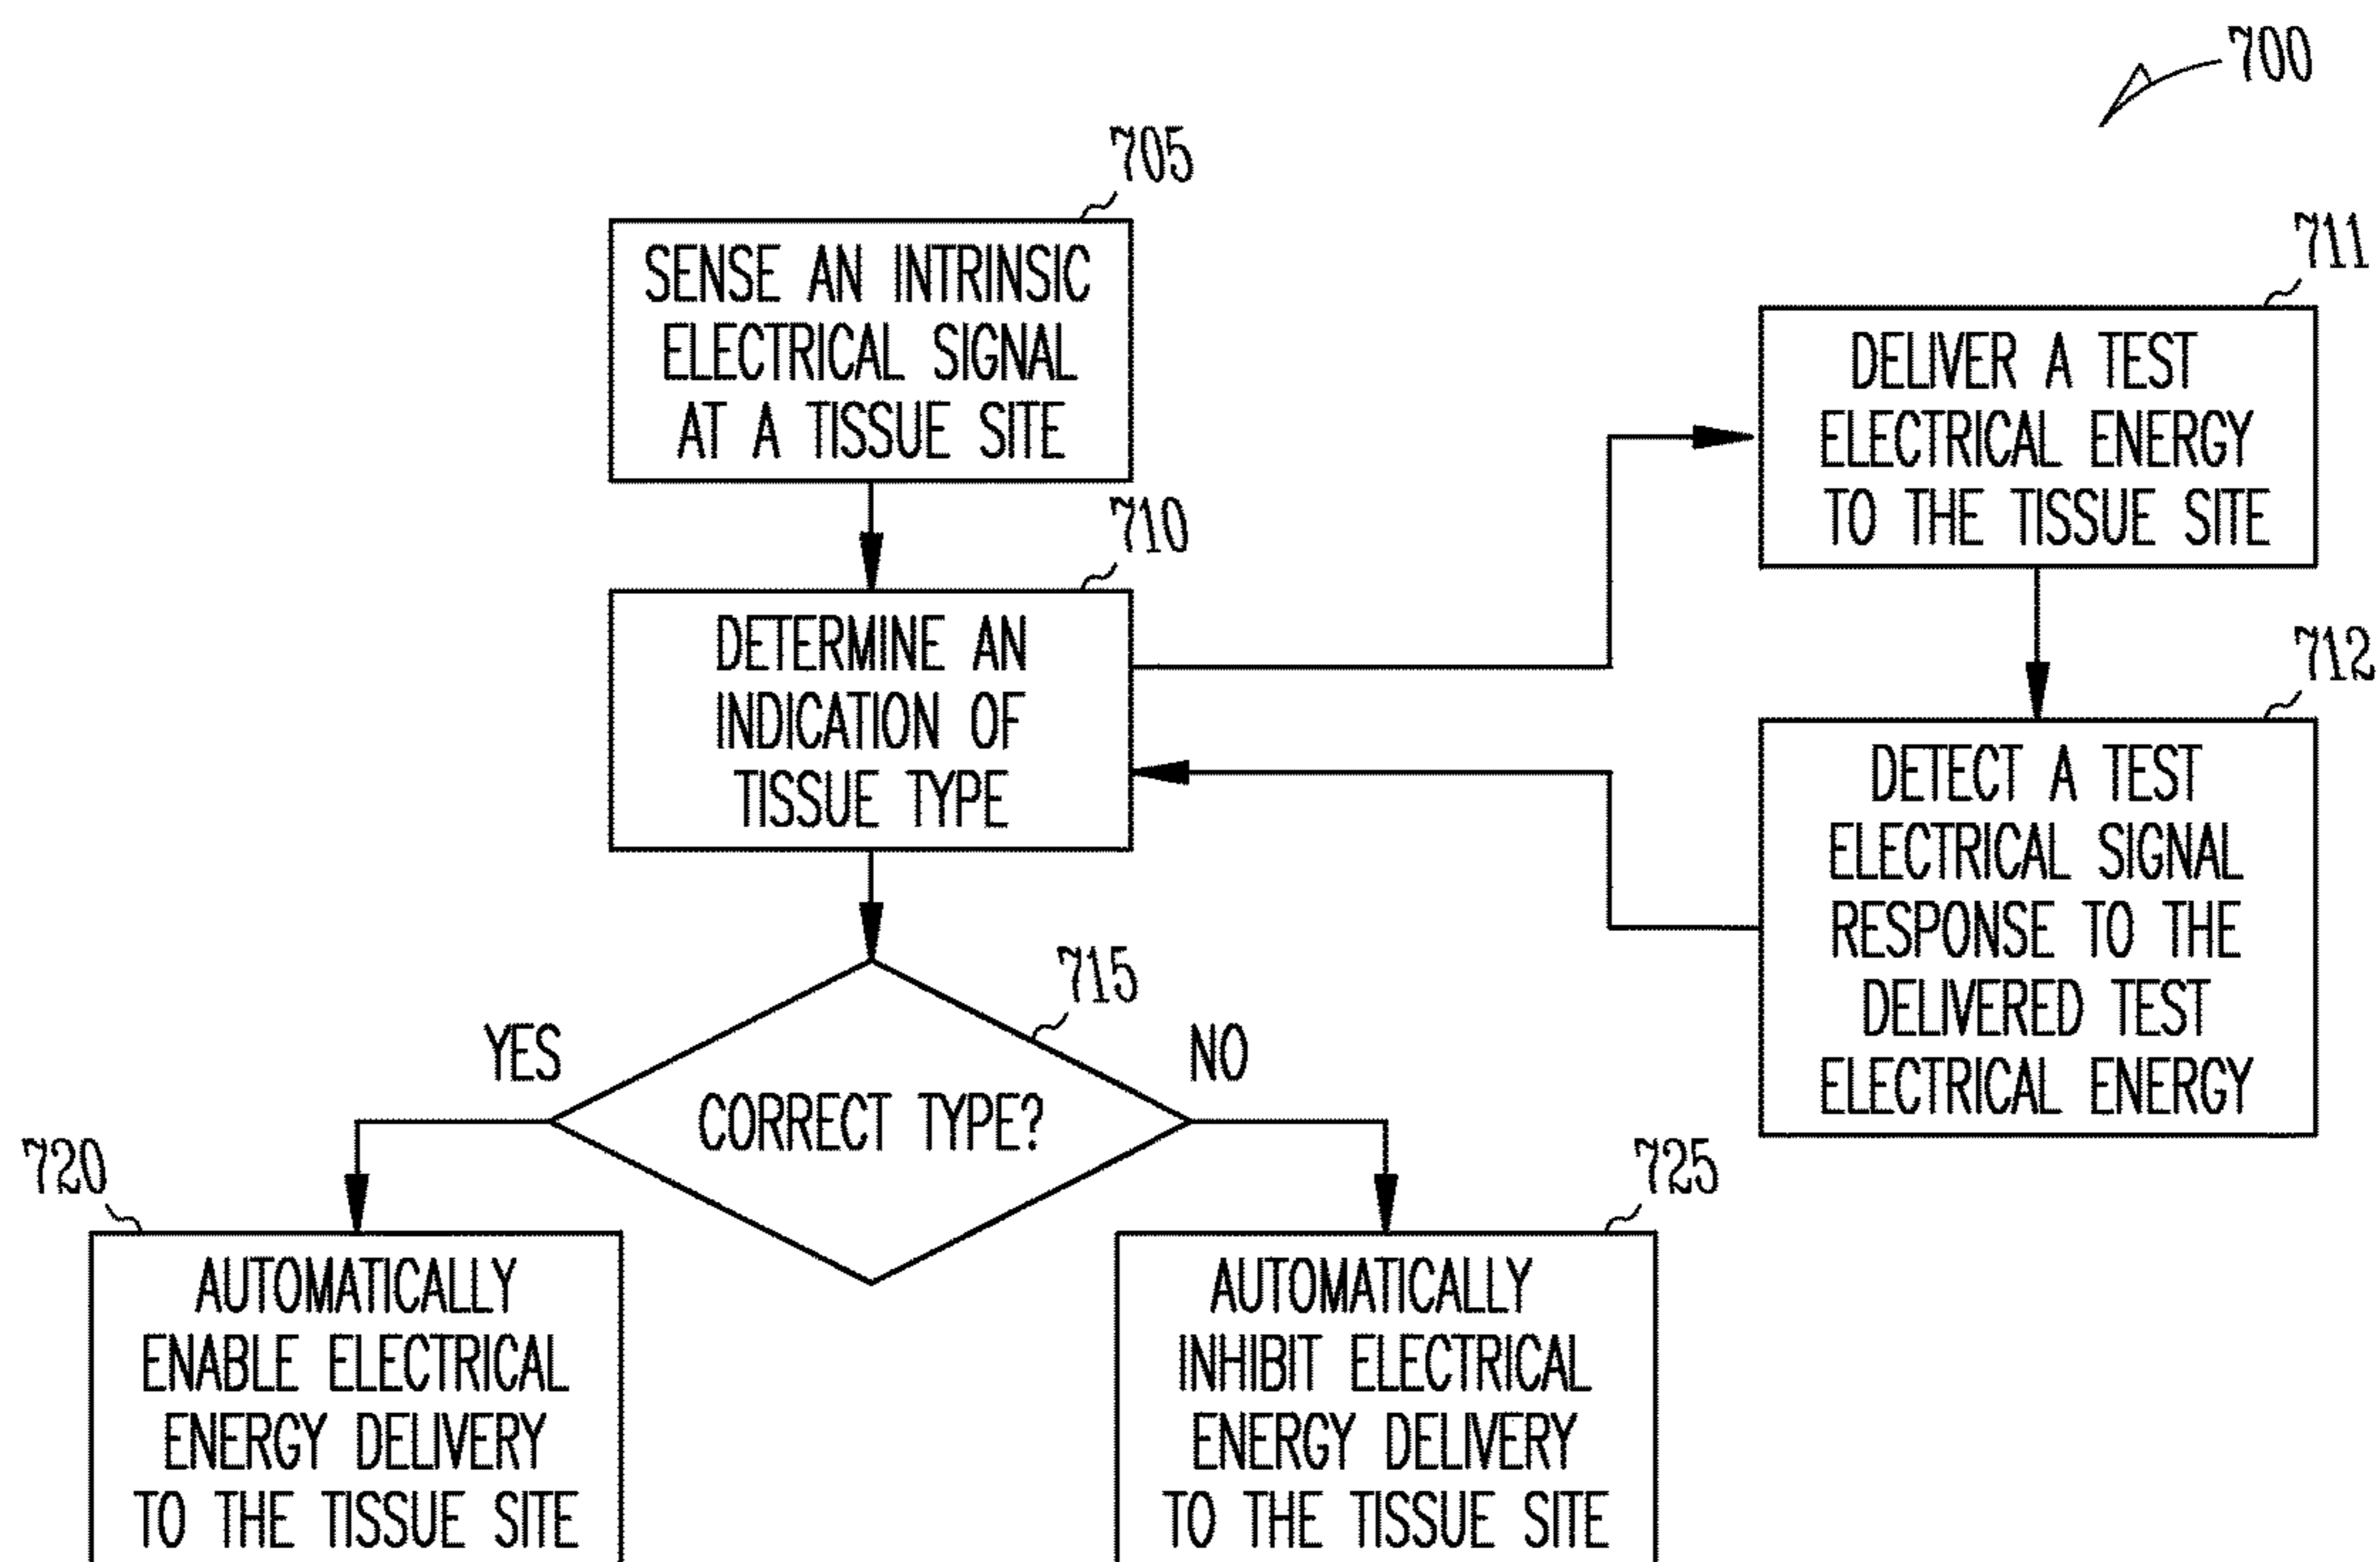 700
705
SENSE AN INTRINSIC
ELECTRICAL SIGNAL
AT A TISSUE SITE
710
DETERMINE AN
INDICATION OF
TISSUE TYPE
711
DELIVER A TEST
ELECTRICAL ENERGY
TO THE TISSUE SITE
712
DETECT A TEST
ELECTRICAL SIGNAL
RESPONSE TO THE
DELIVERED TEST
ELECTRICAL ENERGY
715
CORRECT TYPE?
YES
NO
720
AUTOMATICALLY
ENABLE ELECTRICAL
ENERGY DELIVERY
TO THE TISSUE SITE
725
AUTOMATICALLY
INHIBIT ELECTRICAL
ENERGY DELIVERY
TO THE TISSUE SITE